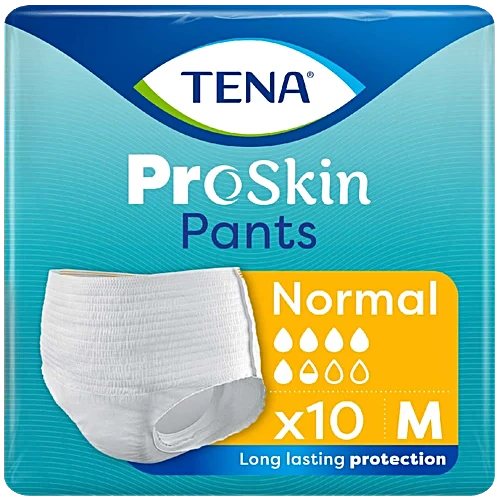 TENA®
ProSkin
Pants
Normal
x10 M
Long lasting protection